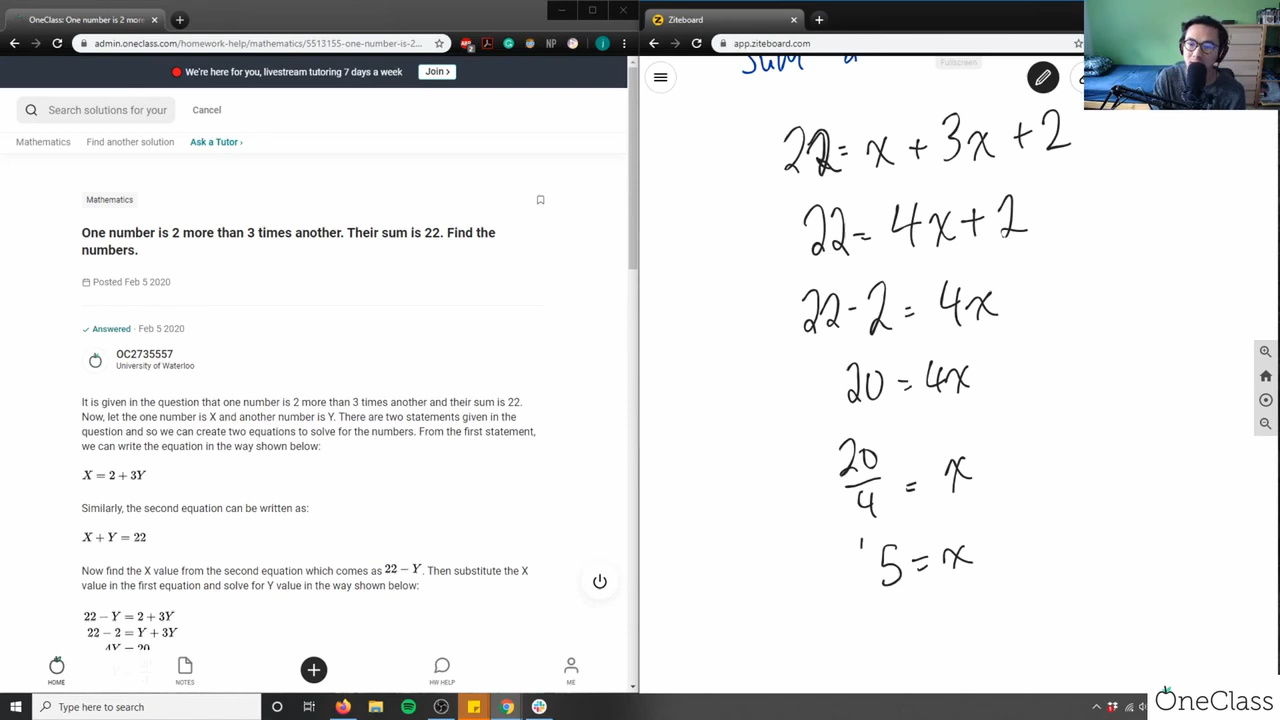 OneClass: One number is 2 more
admin.oneclass.com/homework-help/mathematics/5513155-one-number-is-2...
NP
j
We're here for you, livestream tutoring 7 days a week
Join ›
Search solutions for your
Cancel
Mathematics
Find another solution
Ask a Tutor ›
Mathematics
One number is 2 more than 3 times another. Their sum is 22. Find the
numbers.
Posted Feb 5 2020
Answered · Feb 5 2020
OC2735557
University of Waterloo
It is given in the question that one number is 2 more than 3 times another and their sum is 22.
Now, let the one number is X and another number is Y. There are two statements given in the
question and so we can create two equations to solve for the numbers. From the first statement,
we can write the equation in the way shown below:
X = 2 + 3Y
Similarly, the second equation can be written as:
X + Y = 22
Now find the X value from the second equation which comes as 22 − Y. Then substitute the X
value in the first equation and solve for Y value in the way shown below:
22 − Y = 2 + 3Y
22 − 2 = Y + 3Y
4Y = 20
HOME
NOTES
HW HELP
ME
Type here to search
Ziteboard
app.ziteboard.com
Fullscreen
sum
22 = x + 3x + 2
22 = 4x + 2
22 - 2 = 4x
20 = 4x
20
4
= x
5 = x
OneClass